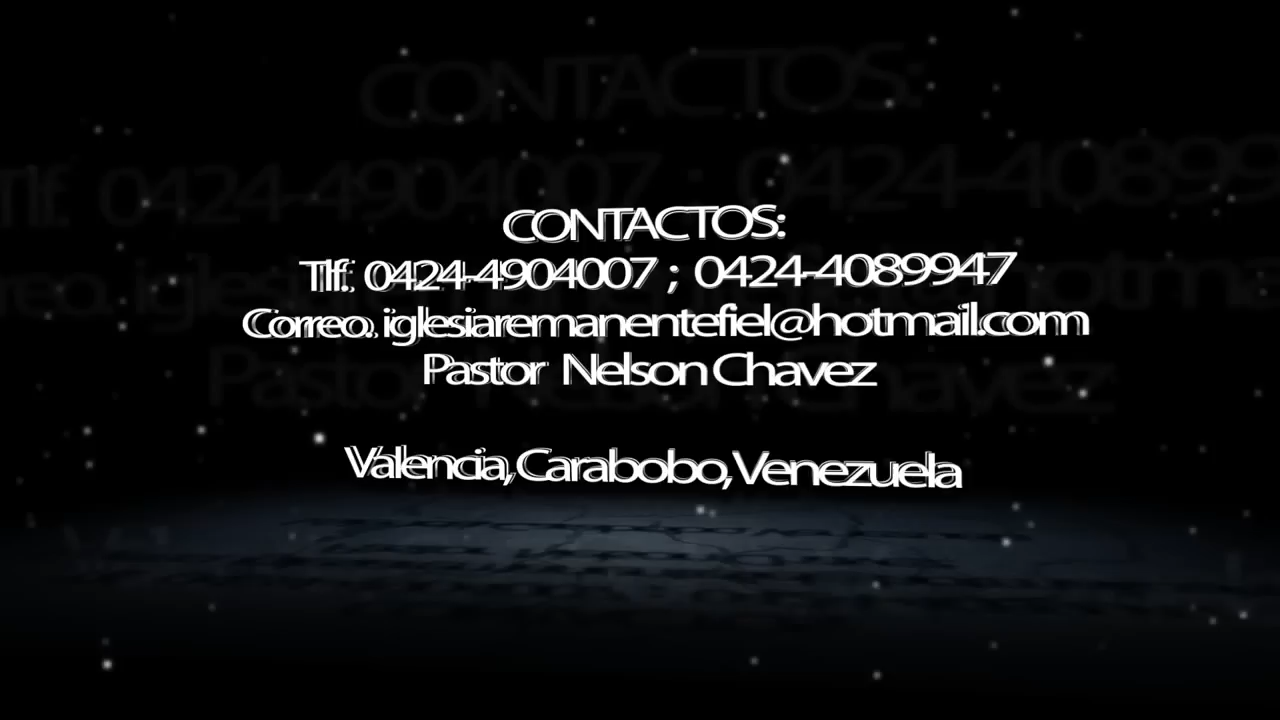 CONTACTOS:
Tlf: 0424-4904007 ; 0424-4089947
Correo. iglesiaremanentefiel@hotmail.com
Pastor Nelson Chavez
Valencia, Carabobo, Venezuela